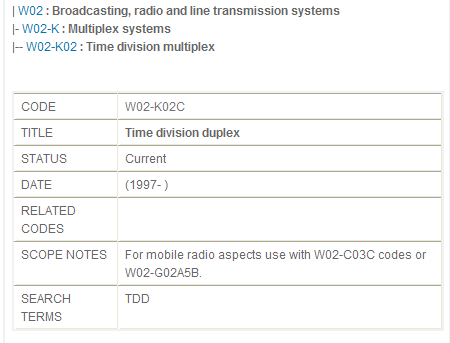 | W02 : Broadcasting, radio and line transmission systems
|- W02-K : Multiplex systems
|-- W02-K02 : Time division multiplex
CODE W02-K02C
TITLE Time division duplex
STATUS Current
DATE (1997- )
RELATED
CODES
SCOPE NOTES For mobile radio aspects use with W02-C03C codes or
W02-G02A5B.
SEARCH TDD
TERMS